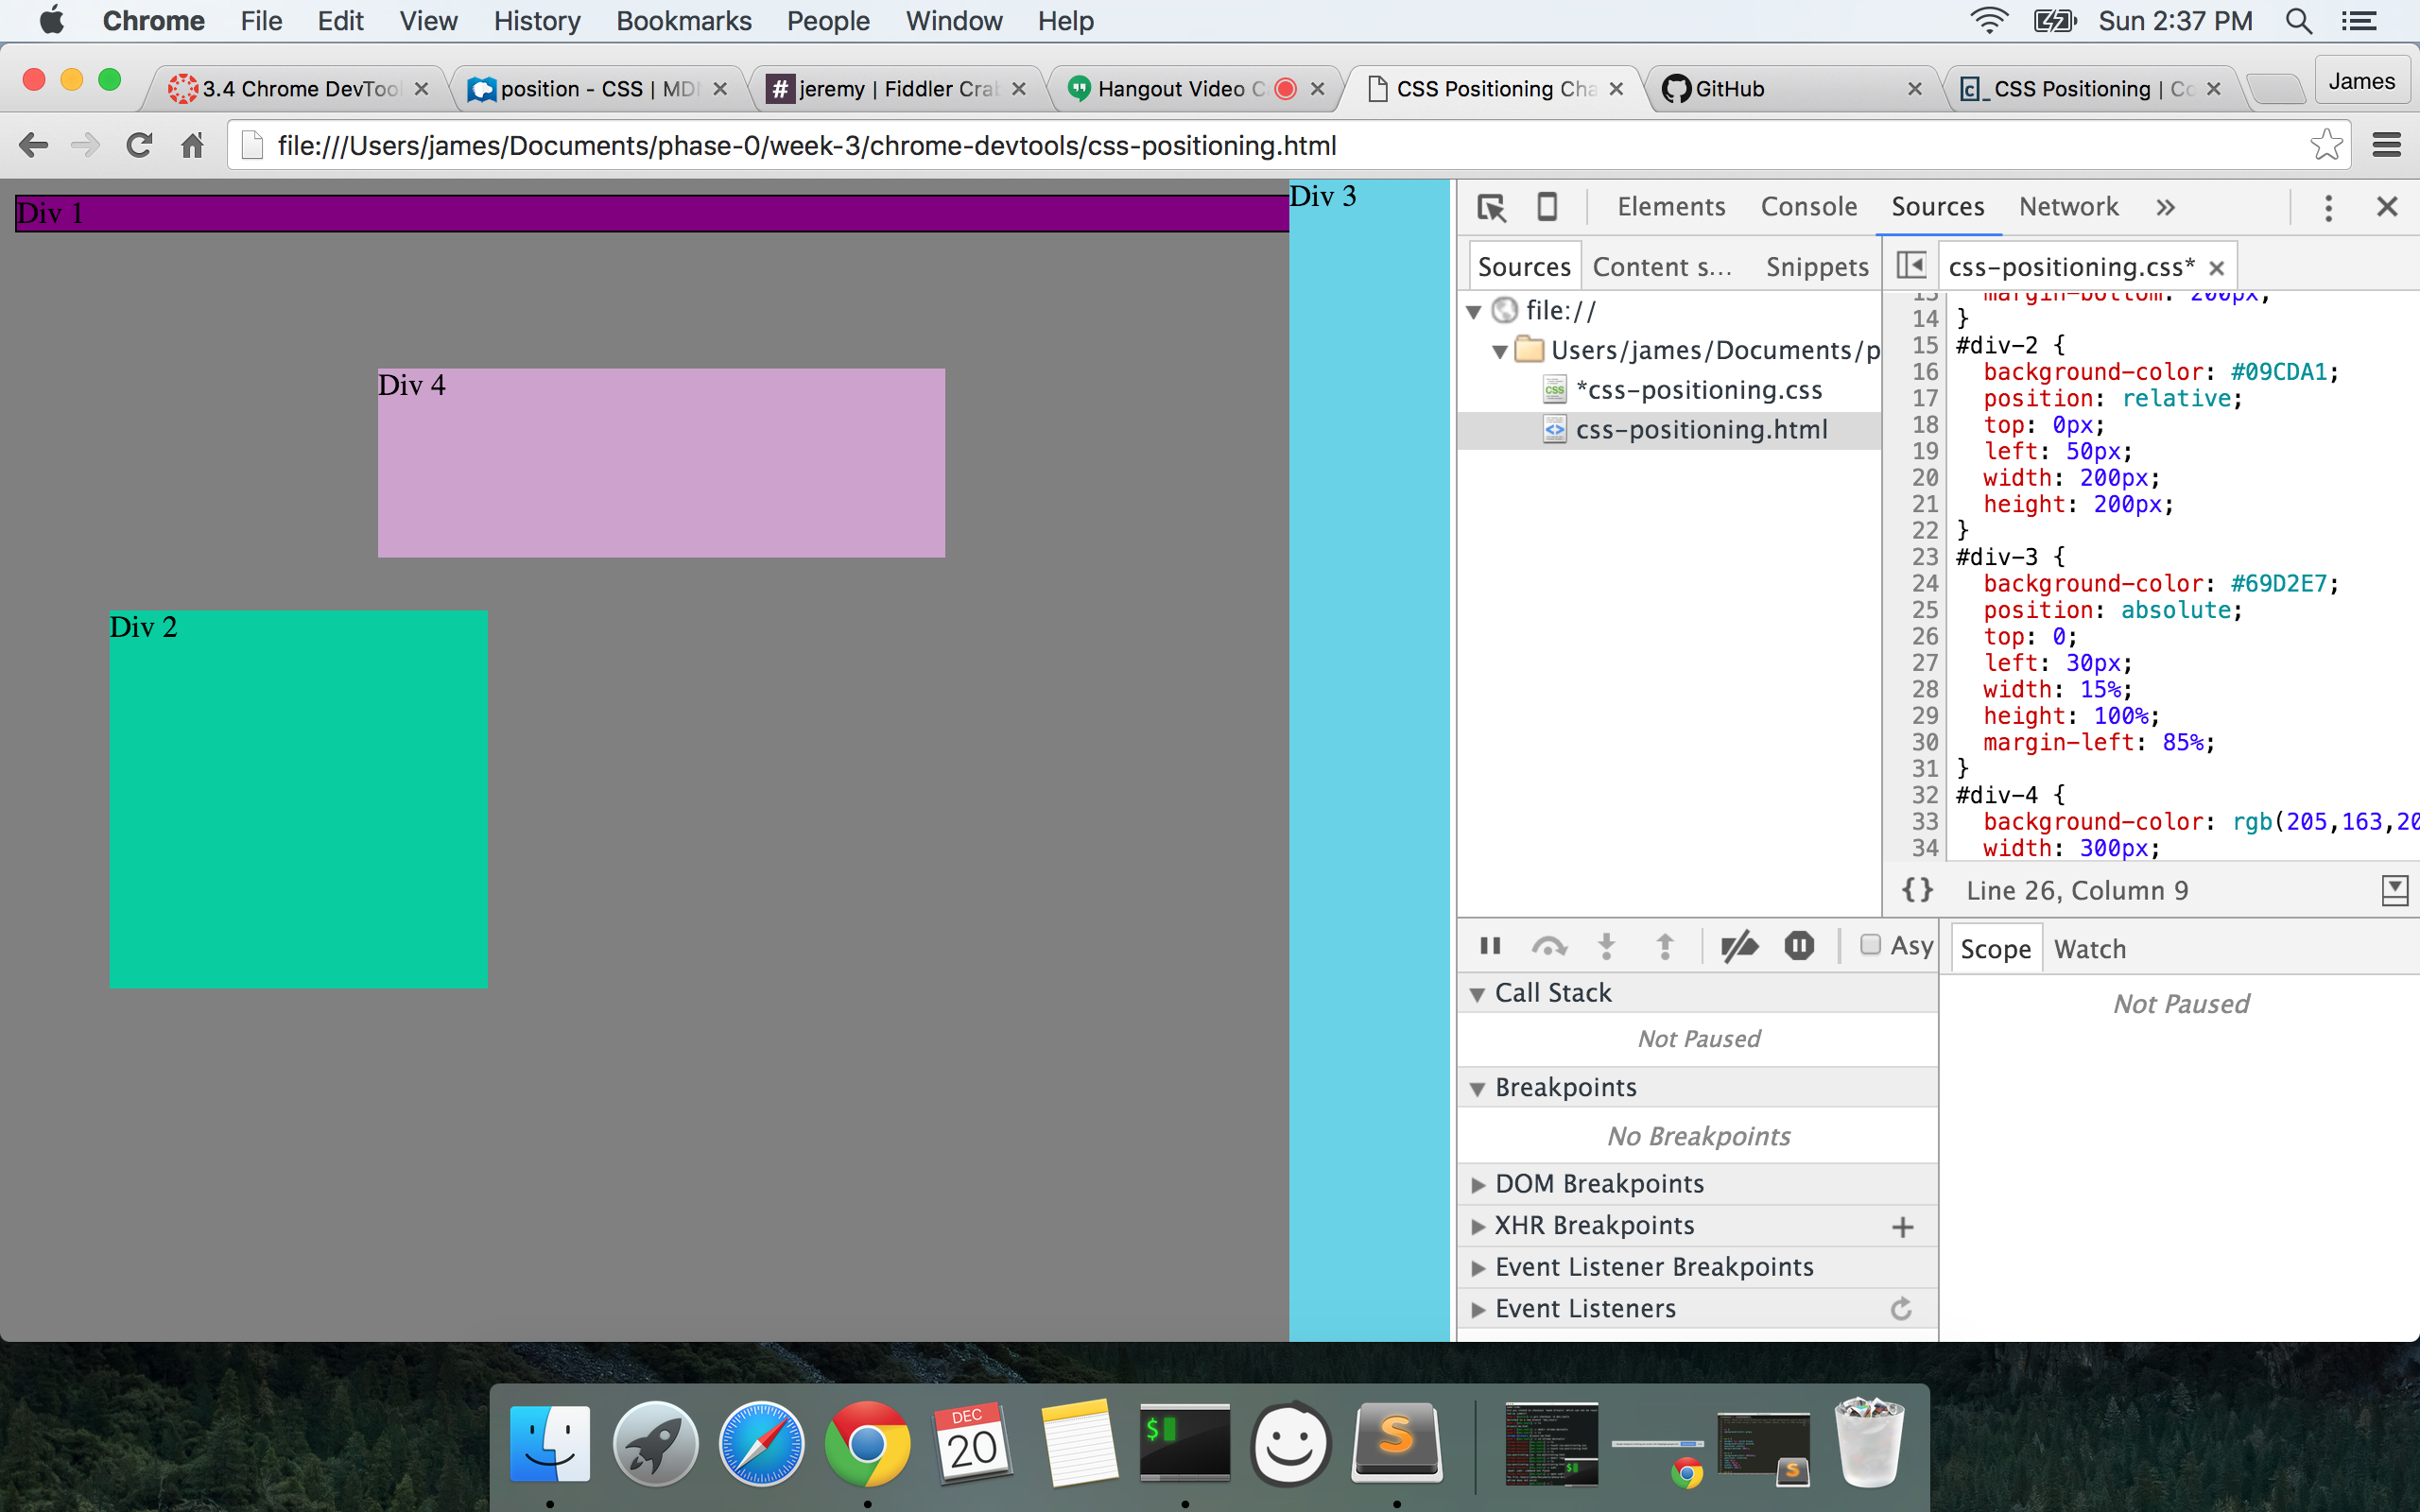 Chrome File Edit View History Bookmarks People Window Help Sun 2:37 PM
3.4 Chrome DevTool position - CSS | MD jeremy | Fiddler Cra Hangout Video C CSS Positioning Cha GitHub CSS Positioning | Co James
file:///Users/james/Documents/phase-0/week-3/chrome-devtools/css-positioning.html
Div 1
Div 3
Div 4
Div 2
Elements Console Sources Network »
Sources Content s... Snippets
css-positioning.css*
file://
Users/james/Documents/p
*css-positioning.css
css-positioning.html
13 margin-bottom: 200px;
14 }
15 #div-2 {
16 background-color: #09CDA1;
17 position: relative;
18 top: 0px;
19 left: 50px;
20 width: 200px;
21 height: 200px;
22 }
23 #div-3 {
24 background-color: #69D2E7;
25 position: absolute;
26 top: 0;
27 left: 30px;
28 width: 15%;
29 height: 100%;
30 margin-left: 85%;
31 }
32 #div-4 {
33 background-color: rgb(205,163,20
34 width: 300px;
{} Line 26, Column 9
Asy
Scope Watch
Call Stack
Not Paused
Not Paused
Breakpoints
No Breakpoints
DOM Breakpoints
XHR Breakpoints
Event Listener Breakpoints
Event Listeners
DEC
20
$
S